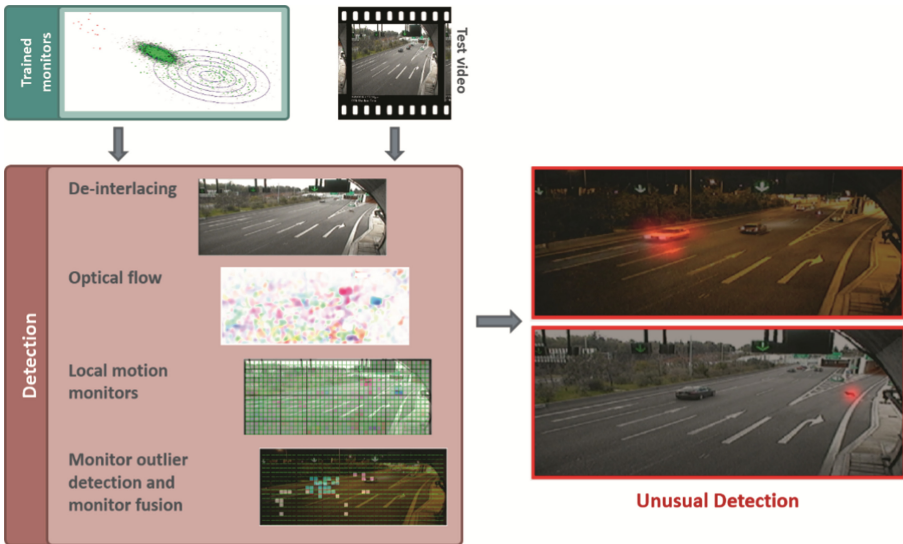 Trained
monitors
Test video
Detection
De-interlacing
Optical flow
Local motion
monitors
Monitor outlier
detection and
monitor fusion
Unusual Detection